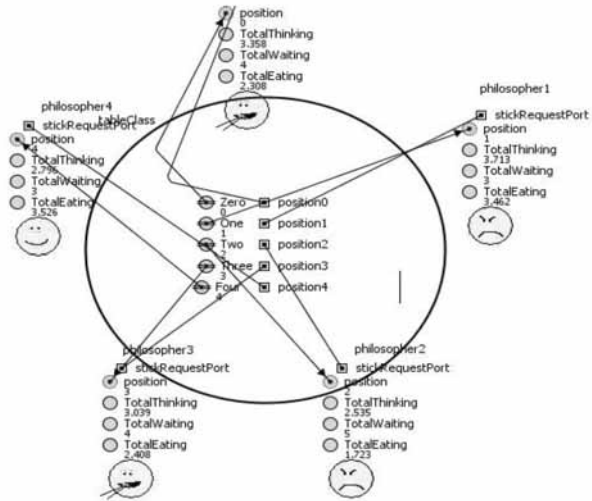 position
0
TotalThinking
3.358
TotalWaiting
4
TotalEating
2.308
philosopher1
stickRequestPort
position
1
TotalThinking
3.713
TotalWaiting
3
TotalEating
3.462
philosopher4
stickRequestPort
tableClass
position
4
TotalThinking
2.796
TotalWaiting
3
TotalEating
3.526
Zero
0
One
1
Two
2
Three
3
Four
4
position0
position1
position2
position3
position4
philosopher3
stickRequestPort
position
3
TotalThinking
3.039
TotalWaiting
4
TotalEating
2.408
philosopher2
stickRequestPort
position
2
TotalThinking
2.535
TotalWaiting
5
TotalEating
1.723